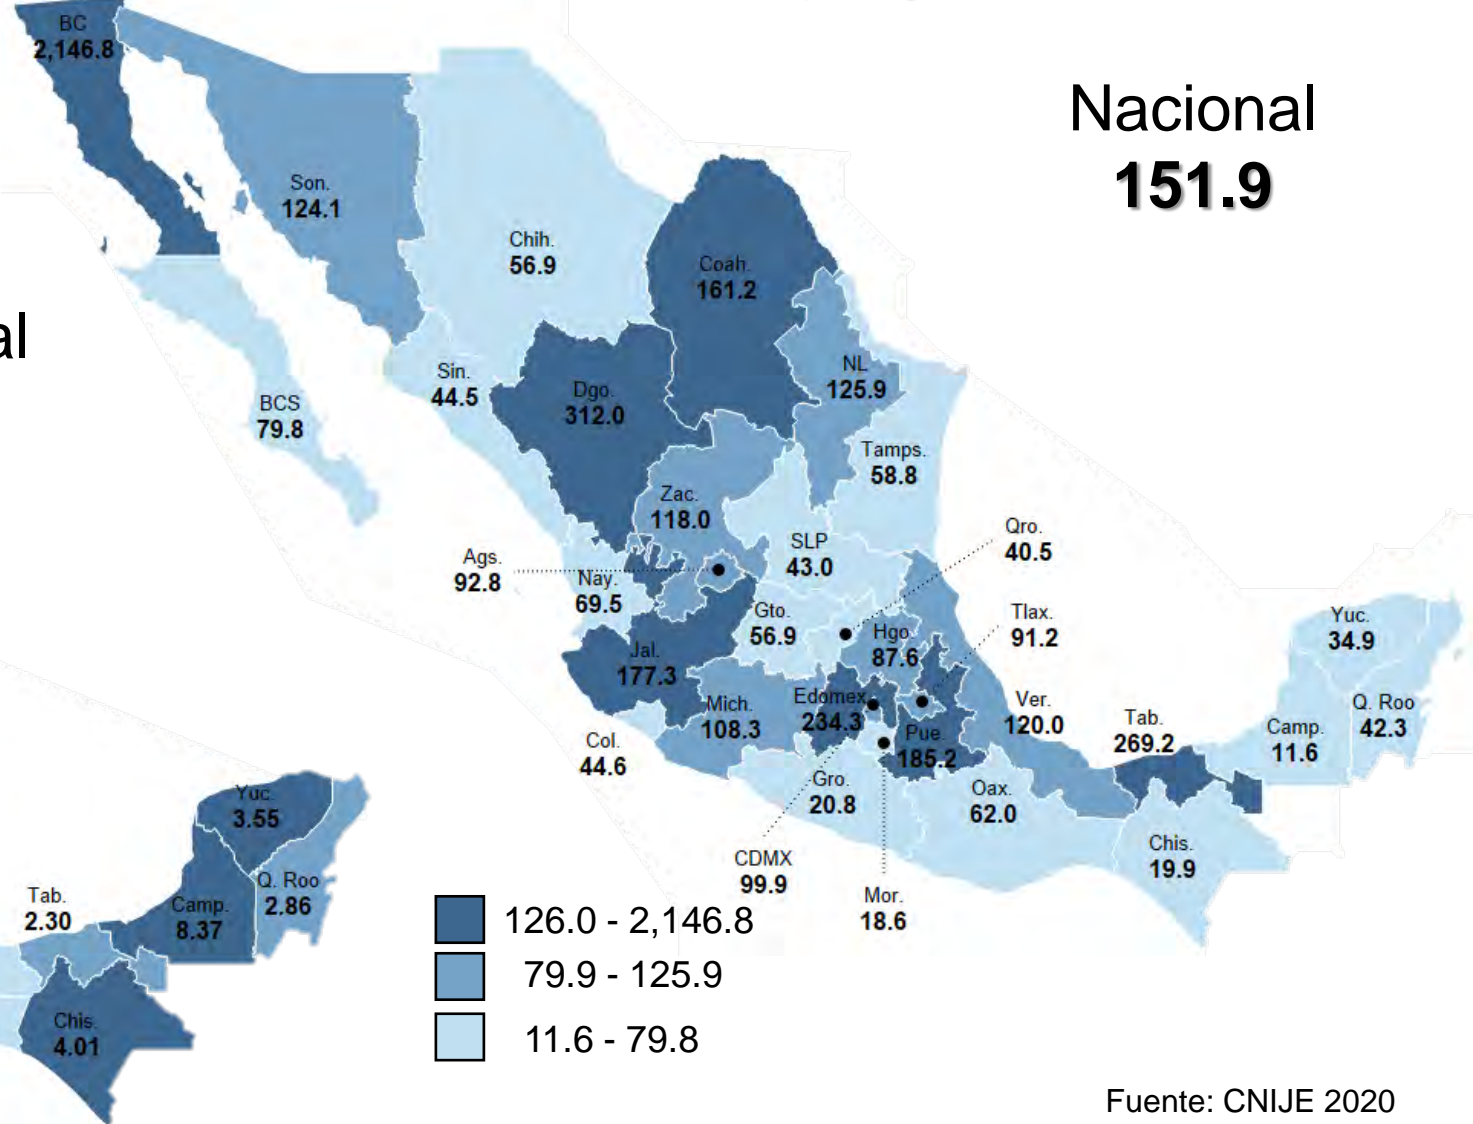 BC
2,146.8
Nacional
151.9
Son.
124.1
Chih.
56.9
Coah.
161.2
al
Sin.
44.5
BCS
79.8
Dgo.
312.0
NL
125.9
Tamps.
58.8
Zac.
118.0
SLP
43.0
Qro.
40.5
Ags.
92.8
Nay.
69.5
Gto.
56.9
Hgo.
87.6
Tlax.
91.2
Yuc.
34.9
Jal.
177.3
Mich.
108.3
Edomex.
234.3
Pue.
185.2
Ver.
120.0
Tab.
269.2
Camp.
11.6
Q. Roo
42.3
Col.
44.6
Gro.
20.8
Oax.
62.0
Chis.
19.9
CDMX
99.9
Mor.
18.6
Yuc.
3.55
Tab.
2.30
Camp.
8.37
Q. Roo
2.86
Chis.
4.01
126.0 - 2,146.8
79.9 - 125.9
11.6 - 79.8
Fuente: CNIJE 2020